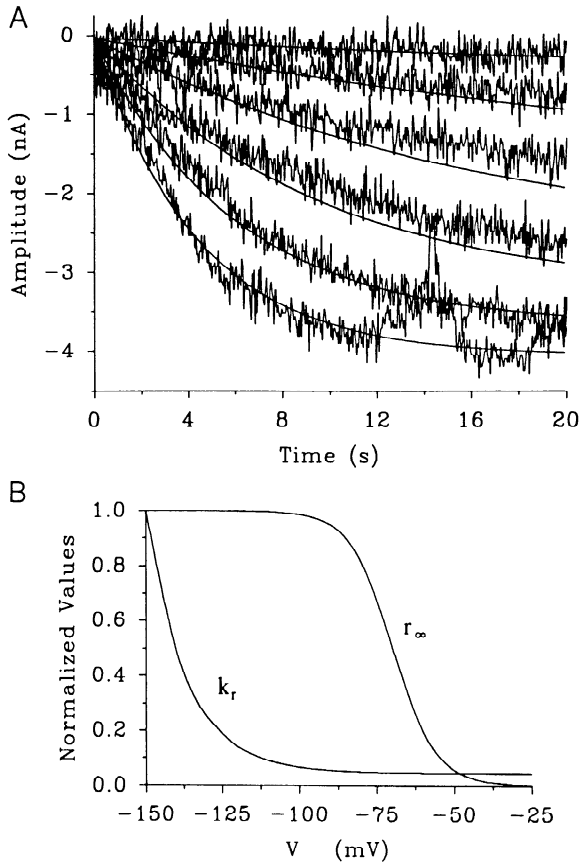 A
0
−1
−2
−3
−4
Amplitude (nA)
0 4 8 12 16 20
Time (s)
B
1.0
0.8
0.6
0.4
0.2
0.0
Normalized Values
r∞
kr
−150 −125 −100 −75 −50 −25
V (mV)